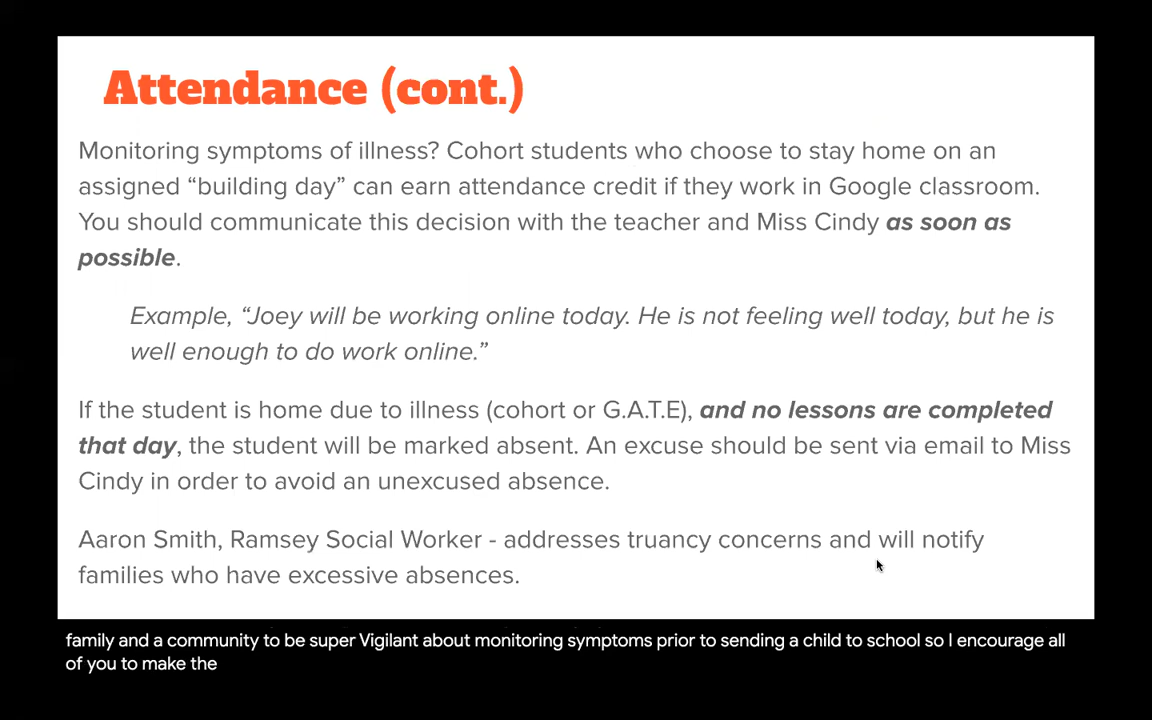 Attendance (cont.)
Monitoring symptoms of illness? Cohort students who choose to stay home on an
assigned “building day” can earn attendance credit if they work in Google classroom.
You should communicate this decision with the teacher and Miss Cindy as soon as
possible.
Example, “Joey will be working online today. He is not feeling well today, but he is
well enough to do work online.”
If the student is home due to illness (cohort or G.A.T.E), and no lessons are completed
that day, the student will be marked absent. An excuse should be sent via email to Miss
Cindy in order to avoid an unexcused absence.
Aaron Smith, Ramsey Social Worker - addresses truancy concerns and will notify
families who have excessive absences.
family and a community to be super Vigilant about monitoring symptoms prior to sending a child to school so I encourage all
of you to make the